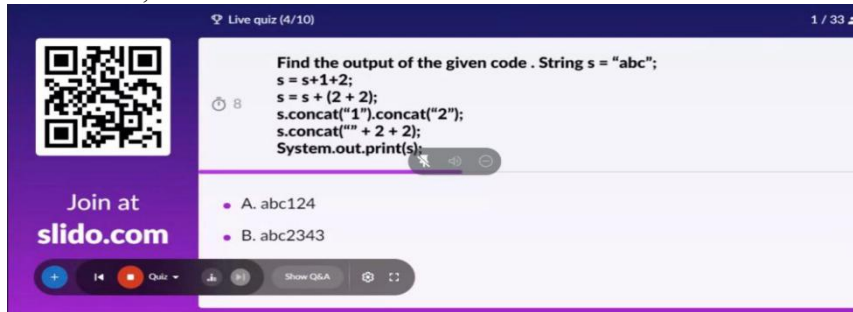 Live quiz (4/10)
1 / 33
Find the output of the given code . String s = “abc”;
s = s+1+2;
8
s = s + (2 + 2);
s.concat(“1”).concat(“2”);
s.concat(“” + 2 + 2);
System.out.print(s);
Join at
slido.com
A. abc124
B. abc2343
Quiz
Show Q&A